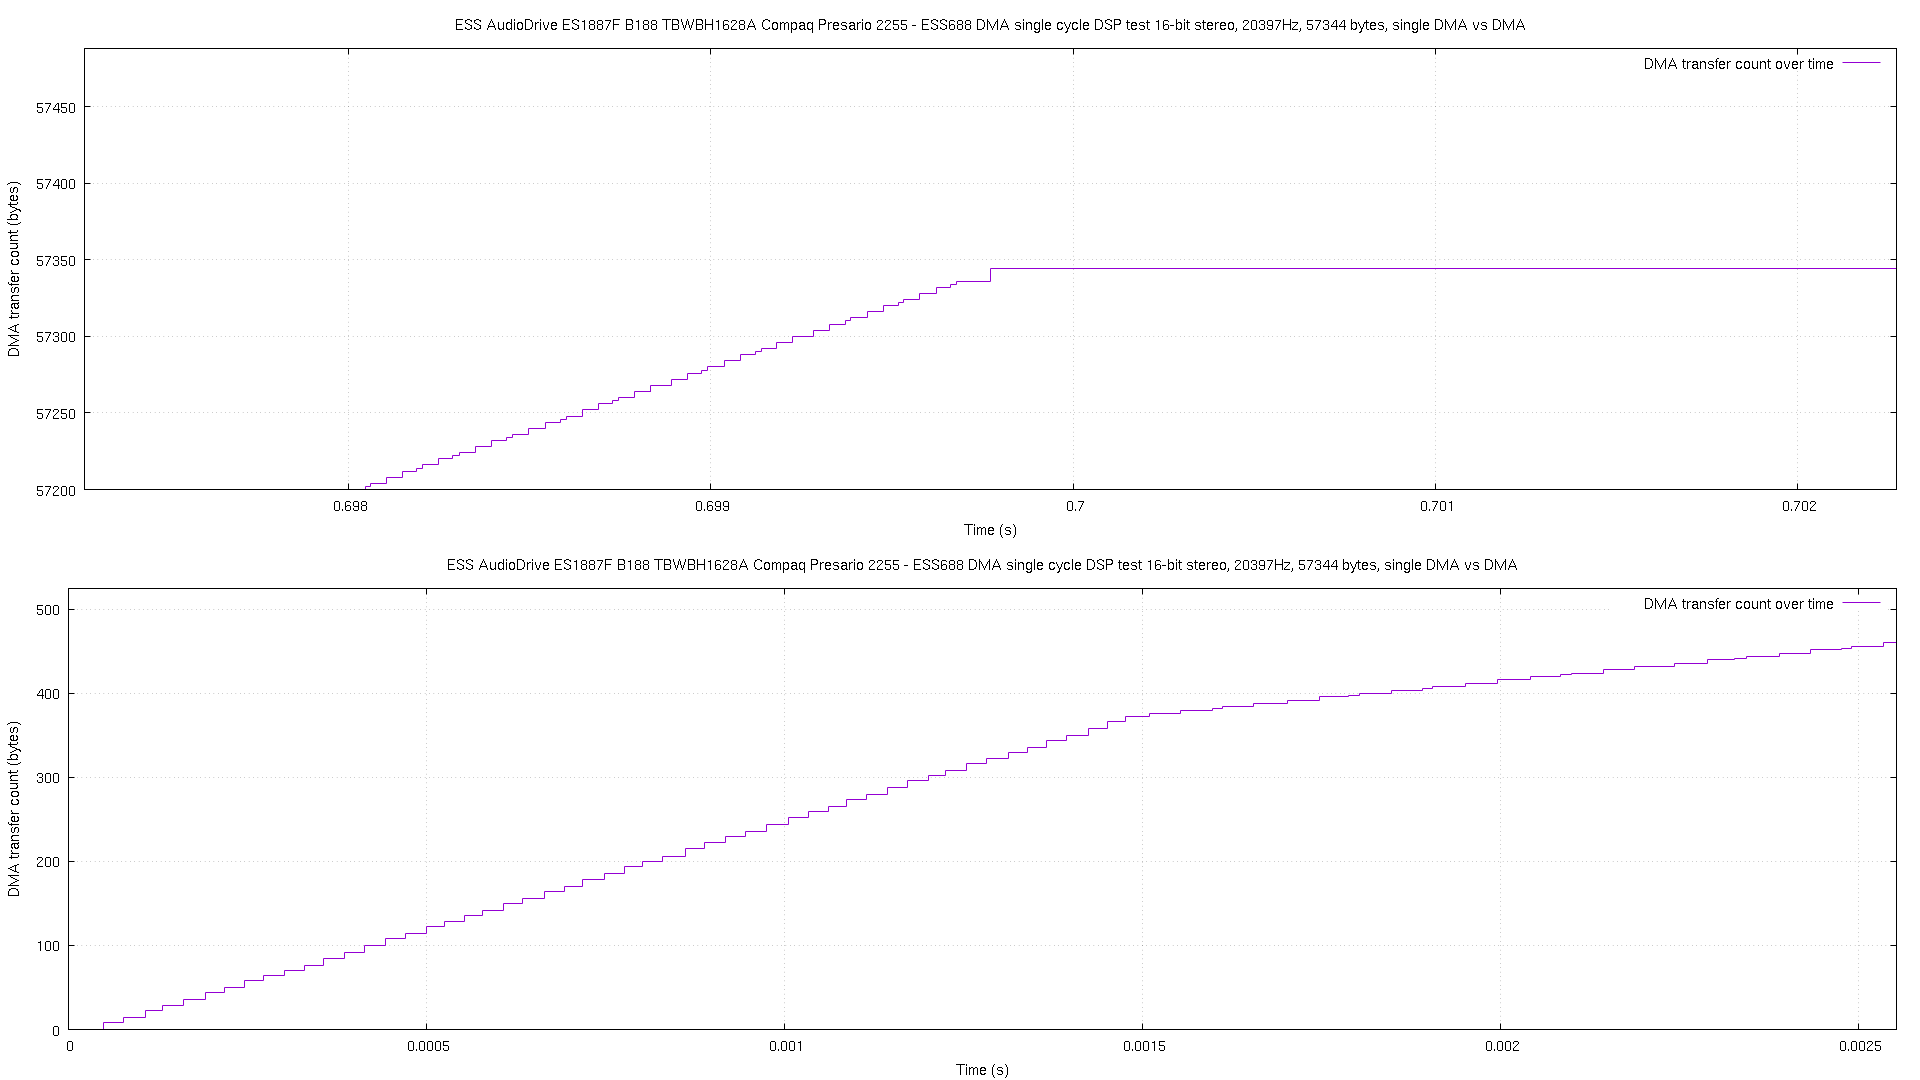 ESS AudioDrive ES1887F B188 TBWBH1628A Compaq Presario 2255 - ESS688 DMA single cycle DSP test 16-bit stereo, 20397Hz, 57344 bytes, single DMA vs DMA
DMA transfer count over time
57450
57400
57350
57300
57250
57200
DMA transfer count (bytes)
0.698 0.699 0.7 0.701 0.702
Time (s)
ESS AudioDrive ES1887F B188 TBWBH1628A Compaq Presario 2255 - ESS688 DMA single cycle DSP test 16-bit stereo, 20397Hz, 57344 bytes, single DMA vs DMA
DMA transfer count over time
500
400
300
200
100
0
DMA transfer count (bytes)
0 0.0005 0.001 0.0015 0.002 0.0025
Time (s)